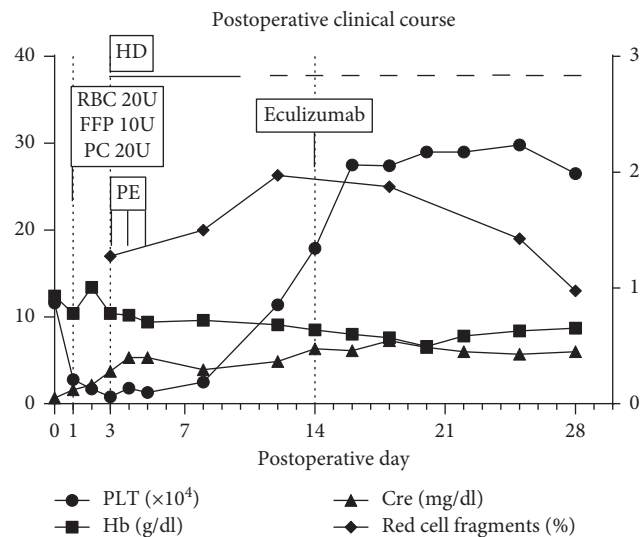 Postoperative clinical course
40
30
20
10
0
3
2
1
0
HD
RBC 20U
FFP 10U
PC 20U
PE
Eculizumab
0 1 3 7 14 21 28
Postoperative day
PLT (×10⁴)
Hb (g/dl)
Cre (mg/dl)
Red cell fragments (%)